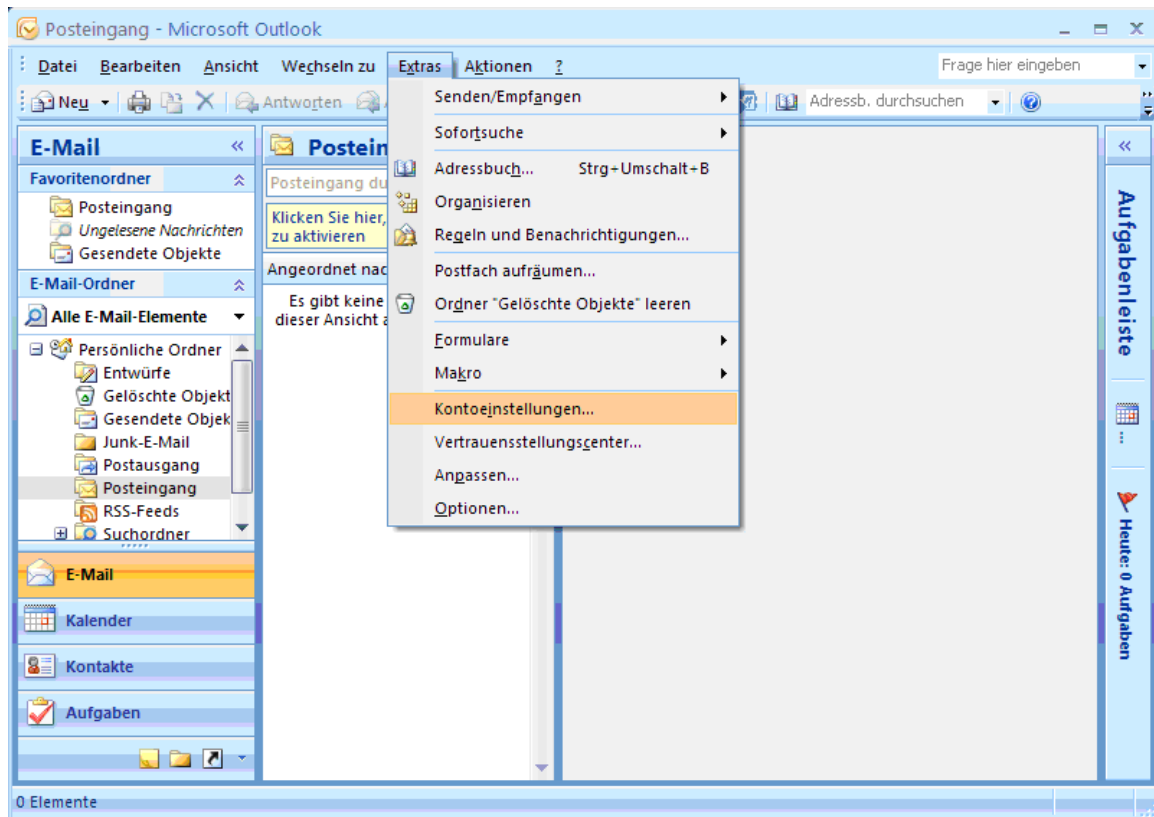 Posteingang - Microsoft Outlook
Datei Bearbeiten Ansicht Wechseln zu Extras Aktionen ? Frage hier eingeben
Neu Antworten Adressb. durchsuchen
E-Mail
Favoritenordner
Posteingang
Ungelesene Nachrichten
Gesendete Objekte
E-Mail-Ordner
Alle E-Mail-Elemente
Persönliche Ordner
Entwürfe
Gelöschte Objekt
Gesendete Objek
Junk-E-Mail
Postausgang
Posteingang
RSS-Feeds
Suchordner
E-Mail
Kalender
Kontakte
Aufgaben
Postein
Posteingang du
Klicken Sie hier,
zu aktivieren
Angeordnet nac
Es gibt keine
dieser Ansicht a
Senden/Empfangen
Sofortsuche
Adressbuch... Strg+Umschalt+B
Organisieren
Regeln und Benachrichtigungen...
Postfach aufräumen...
Ordner "Gelöschte Objekte" leeren
Formulare
Makro
Kontoeinstellungen...
Vertrauensstellungscenter...
Anpassen...
Optionen...
Aufgabenleiste
...
Heute: 0 Aufgaben
0 Elemente